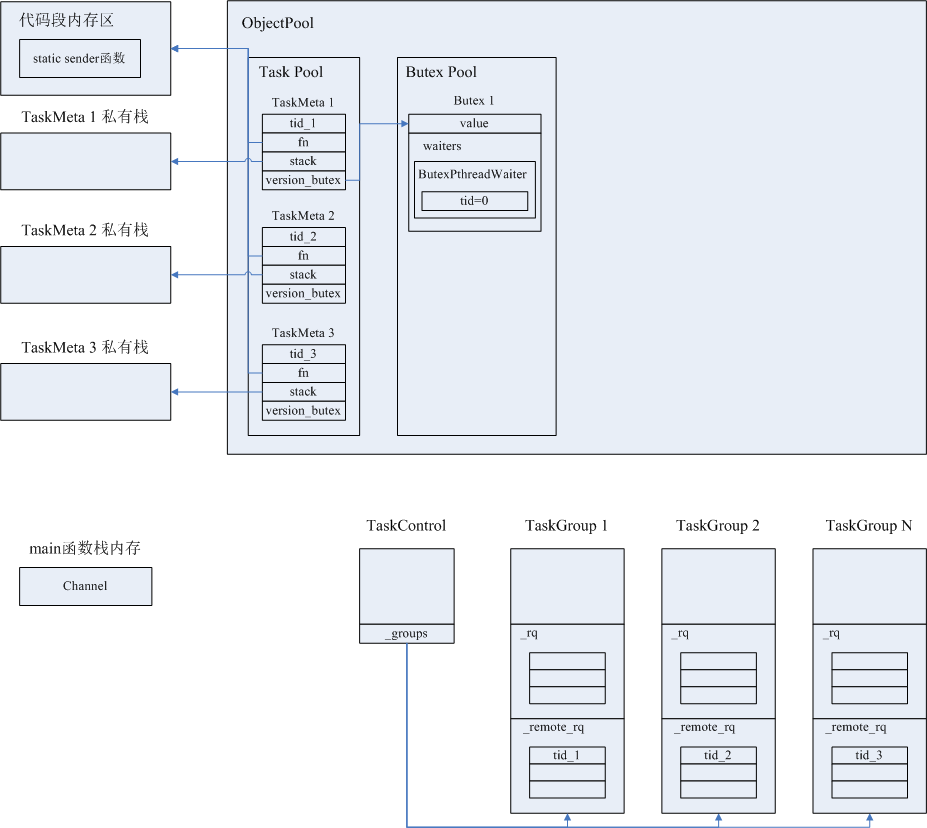 代码段内存区
static sender函数
TaskMeta 1 私有栈
TaskMeta 2 私有栈
TaskMeta 3 私有栈
ObjectPool
Task Pool
TaskMeta 1
tid_1
fn
stack
version_butex
TaskMeta 2
tid_2
fn
stack
version_butex
TaskMeta 3
tid_3
fn
stack
version_butex
Butex Pool
Butex 1
value
waiters
ButexPthreadWaiter
tid=0
main函数栈内存
Channel
TaskControl
_groups
TaskGroup 1
_rq
_remote_rq
tid_1
TaskGroup 2
_rq
_remote_rq
tid_2
TaskGroup N
_rq
_remote_rq
tid_3